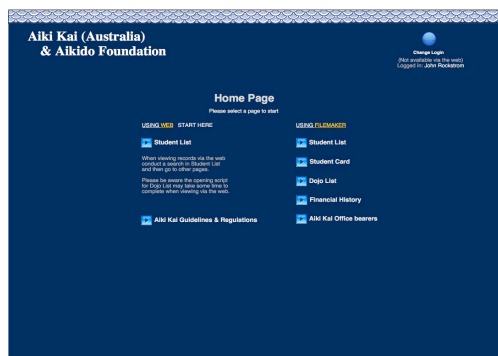 Aiki Kai (Australia)
& Aikido Foundation
Change Login
(Not available via the web)
Logged in: John Rockstrom
Home Page
Please select a page to start
USING WEB START HERE
Student List
When viewing records via the web
conduct a search in Student List
and then go to other pages.
Please be aware the opening script
for Dojo List may take some time to
complete when viewing via the web.
Aiki Kai Guidelines & Regulations
USING FILEMAKER
Student List
Student Card
Dojo List
Financial History
Aiki Kai Office bearers